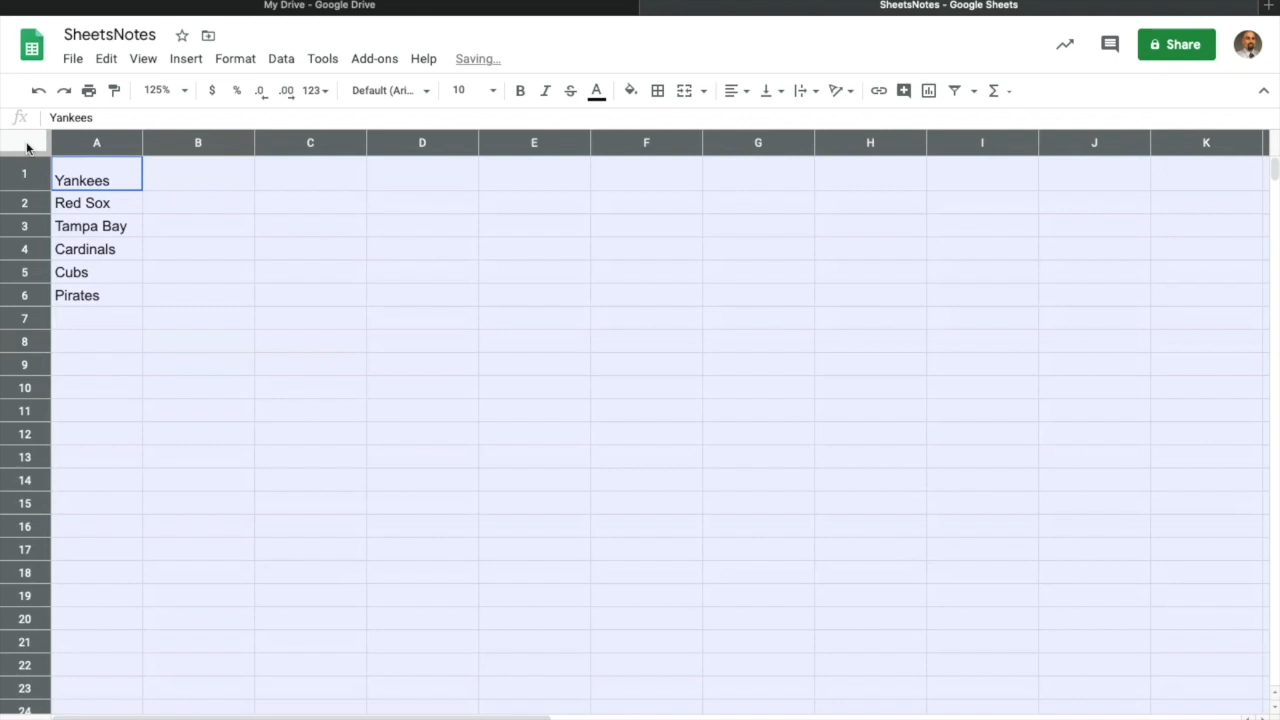 My Drive - Google Drive SheetsNotes - Google Sheets
SheetsNotes
File Edit View Insert Format Data Tools Add-ons Help Saving...
Share
125% $ % .0 .00 123 Default (Ari... 10 B I S A Σ
fx Yankees
A B C D E F G H I J K
1 Yankees
2 Red Sox
3 Tampa Bay
4 Cardinals
5 Cubs
6 Pirates
7
8
9
10
11
12
13
14
15
16
17
18
19
20
21
22
23
24